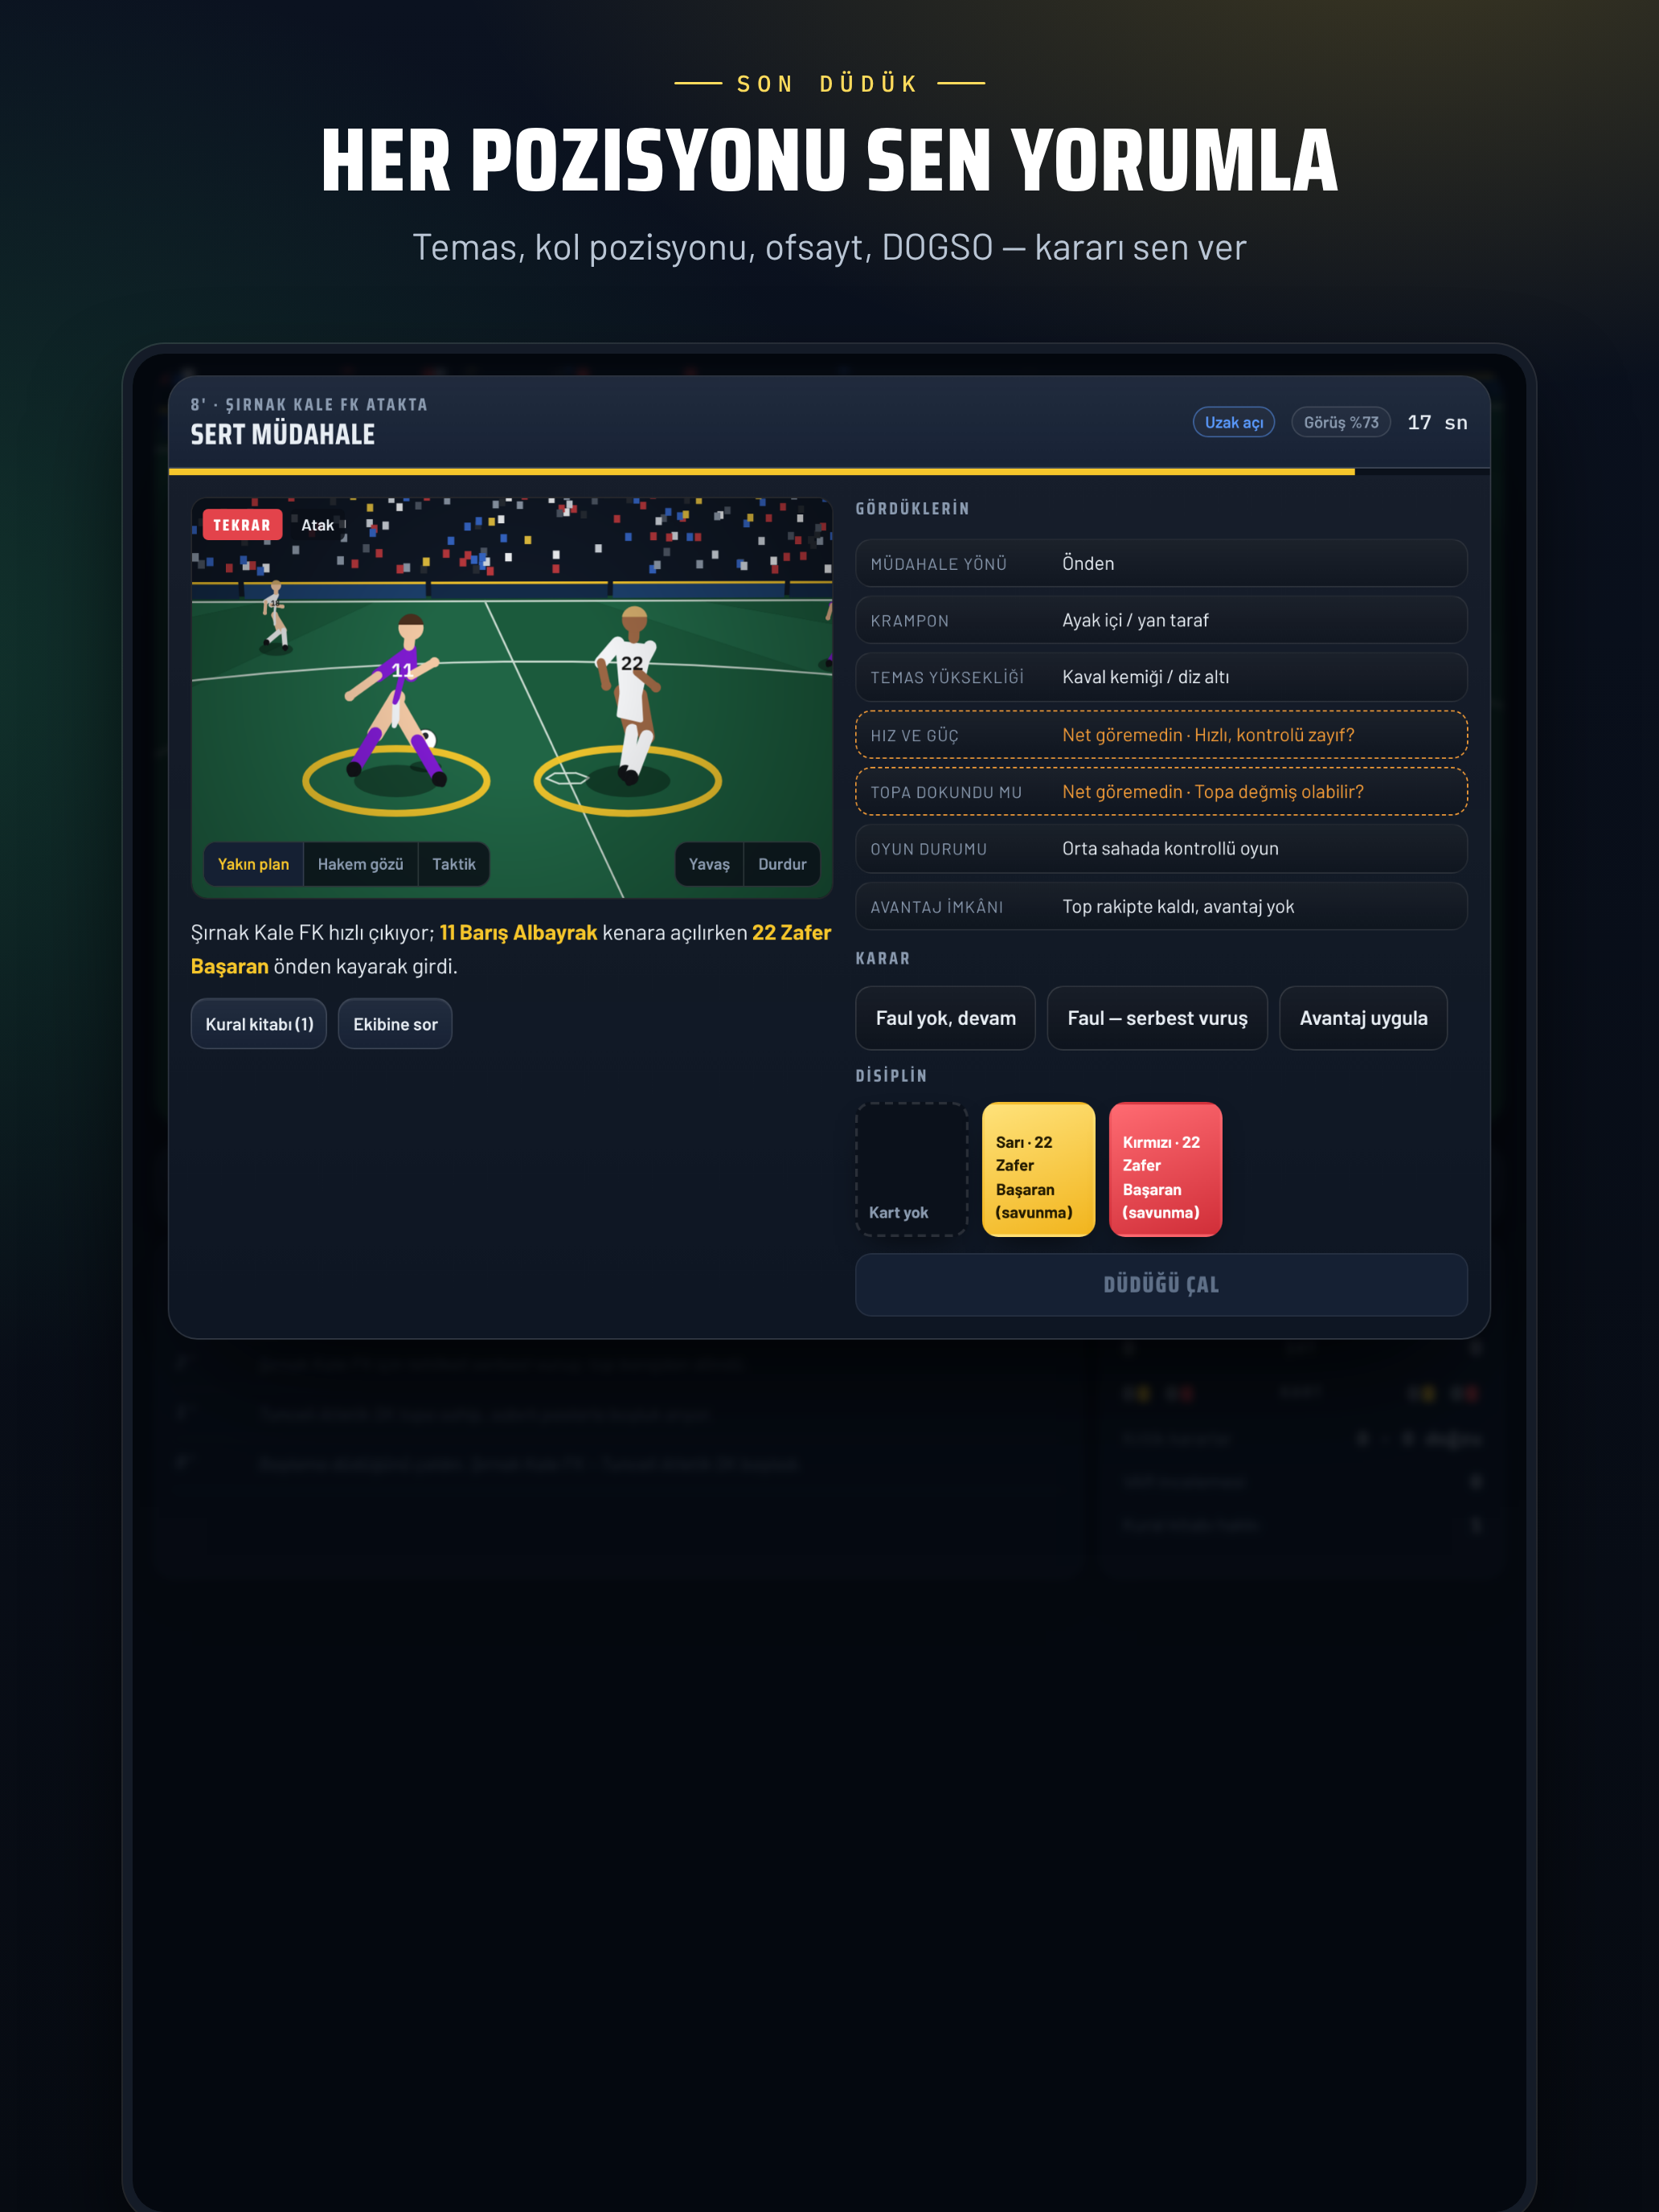 SON DÜDÜK
HER POZISYONU SEN YORUMLA
Temas, kol pozisyonu, ofsayt, DOGSO — kararı sen ver
8' · ŞIRNAK KALE FK ATAKTA
SERT MÜDAHALE
Uzak açı
Görüş %73
17 sn
TEKRAR
Atak
11
22
Yakın plan
Hakem gözü
Taktik
Yavaş
Durdur
Şırnak Kale FK hızlı çıkıyor; 11 Barış Albayrak kenara açılırken 22 Zafer
Başaran önden kayarak girdi.
Kural kitabı (1)
Ekibine sor
GÖRDÜKLERİN
MÜDAHALE YÖNÜ Önden
KRAMPON Ayak içi / yan taraf
TEMAS YÜKSEKLİĞİ Kaval kemiği / diz altı
HIZ VE GÜÇ Net göremedin · Hızlı, kontrolü zayıf?
TOPA DOKUNDU MU Net göremedin · Topa değmiş olabilir?
OYUN DURUMU Orta sahada kontrollü oyun
AVANTAJ İMKÂNI Top rakipte kaldı, avantaj yok
KARAR
Faul yok, devam
Faul — serbest vuruş
Avantaj uygula
DİSİPLİN
Kart yok
Sarı · 22
Zafer
Başaran
(savunma)
Kırmızı · 22
Zafer
Başaran
(savunma)
DÜDÜĞÜ ÇAL